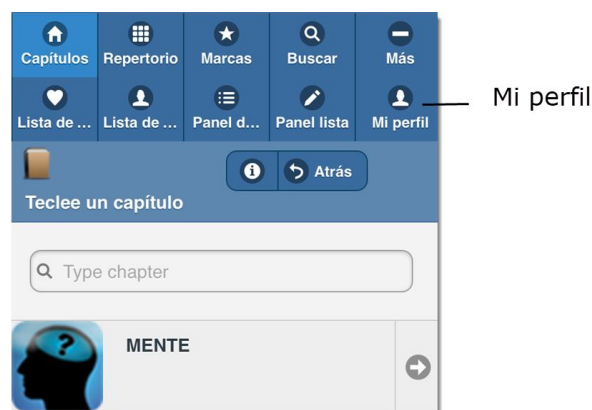 Capítulos Repertorio Marcas Buscar Más
Lista de ... Lista de ... Panel d... Panel lista Mi perfil
Mi perfil
i Atrás
Teclee un capítulo
Type chapter
?
MENTE